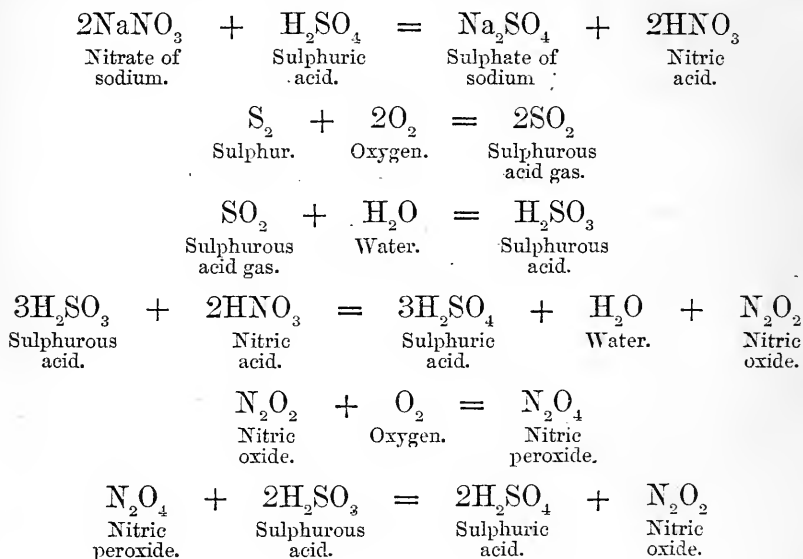 2NaNO₃ + H₂SO₄ = Na₂SO₄ + 2HNO₃
Nitrate of Sulphuric Sulphate of Nitric
sodium. acid. sodium acid.
S₂ + 2O₂ = 2SO₂
Sulphur. Oxygen. Sulphurous
acid gas.
SO₂ + H₂O = H₂SO₃
Sulphurous Water. Sulphurous
acid gas. acid.
3H₂SO₃ + 2HNO₃ = 3H₂SO₄ + H₂O + N₂O₂
Sulphurous Nitric Sulphuric Water. Nitric
acid. acid. acid. oxide.
N₂O₂ + O₂ = N₂O₄
Nitric Oxygen. Nitric
oxide. peroxide.
N₂O₄ + 2H₂SO₃ = 2H₂SO₄ + N₂O₂
Nitric Sulphurous Sulphuric Nitric
peroxide. acid. acid. oxide.